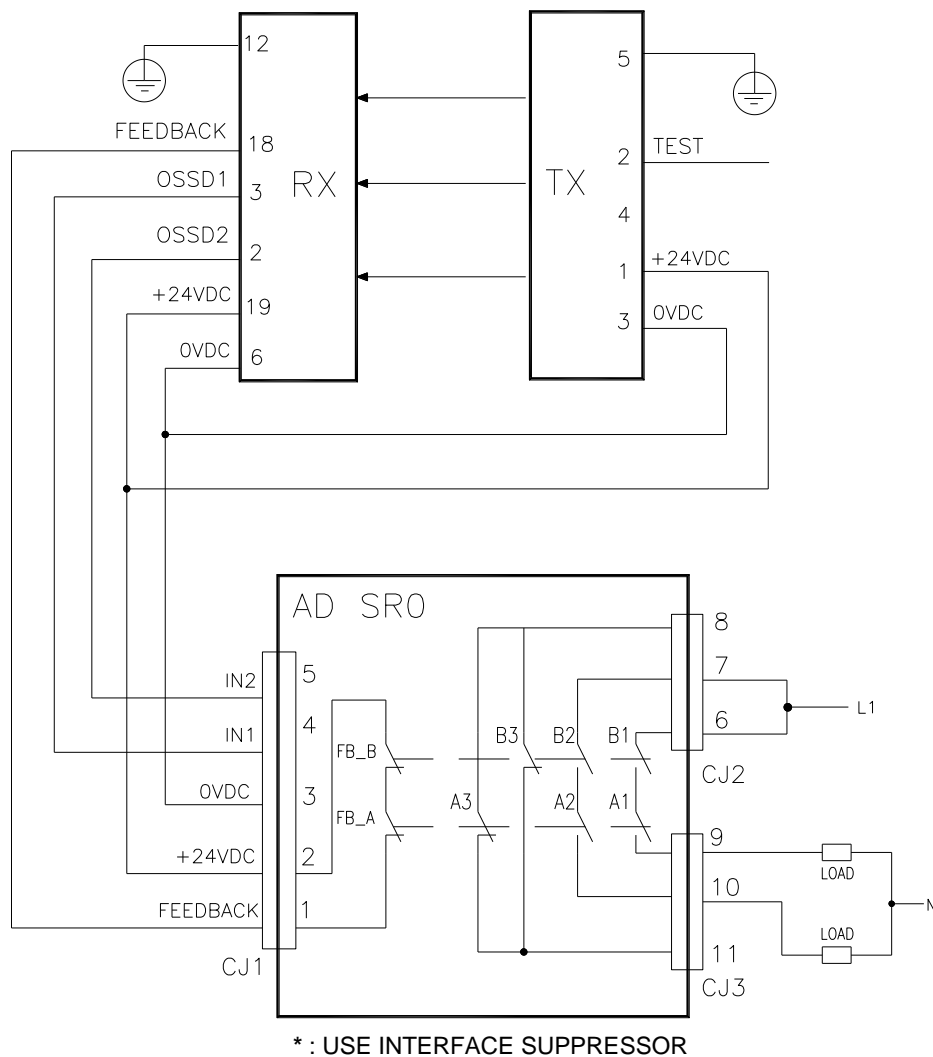 12
5
FEEDBACK
18
TEST
2
OSSD1
3
RX
TX
4
OSSD2
2
+24VDC
1
+24VDC
19
0VDC
3
0VDC
6
AD SR0
8
5
7
IN2
L1
4
6
IN1
FB_B
B3
B2
B1
CJ2
0VDC
3
FB_A
A3
A2
A1
9
+24VDC
2
LOAD
10
N
FEEDBACK
1
LOAD
11
CJ1
CJ3
* : USE INTERFACE SUPPRESSOR